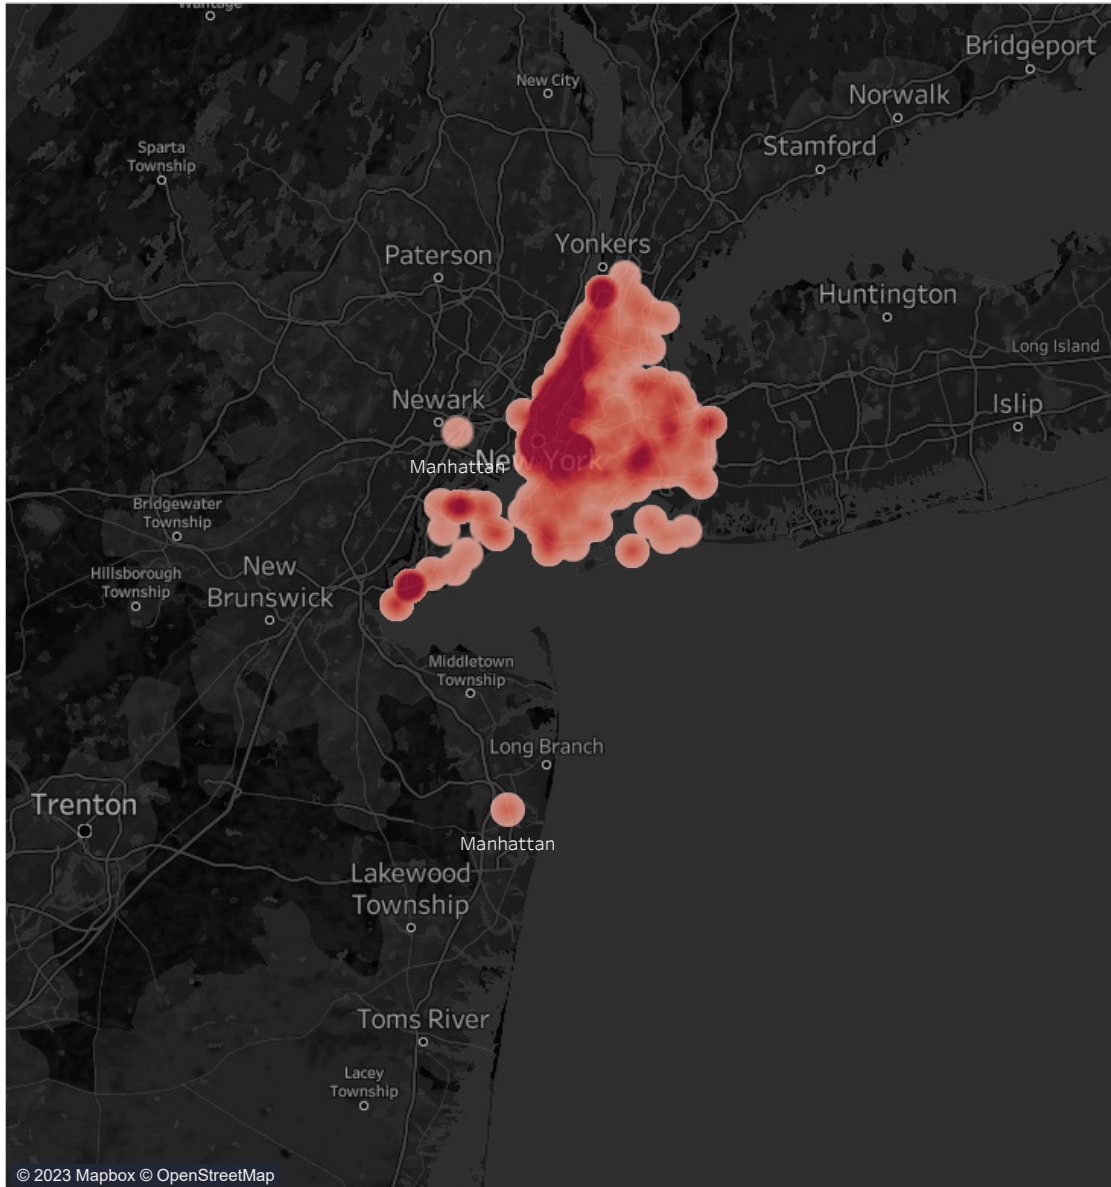 Wantage
Bridgeport
New City
Norwalk
Stamford
Sparta
Township
Yonkers
Paterson
Huntington
Long Island
Newark
Islip
New York
Manhattan
Bridgewater
Township
Hillsborough
Township
New
Brunswick
Middletown
Township
Long Branch
Trenton
Manhattan
Lakewood
Township
Toms River
Lacey
Township
© 2023 Mapbox © OpenStreetMap